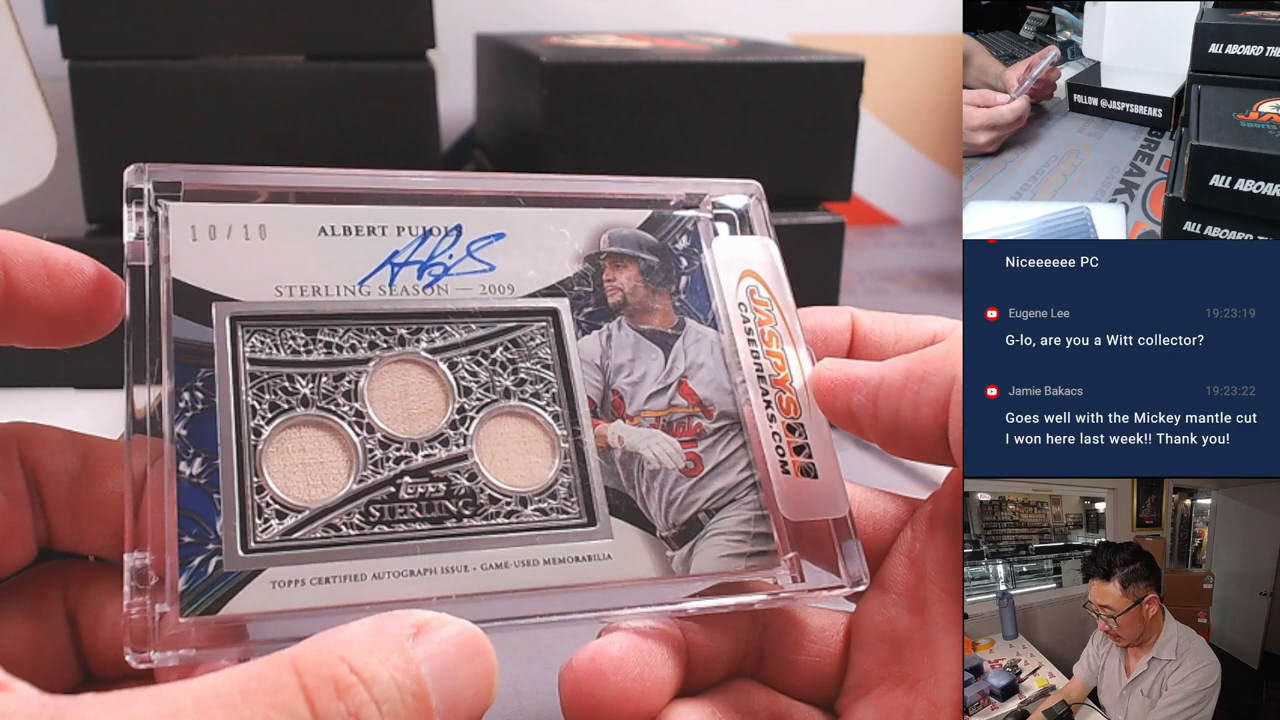 10/10
ALBERT PUJOLS
STERLING SEASON — 2009
TOPPS
STERLING
TOPPS CERTIFIED AUTOGRAPH ISSUE • GAME-USED MEMORABILIA
Cardinals
JASPYS
CASEBREAKS.COM
ALL ABOARD THE
FOLLOW @JASPYSBREAKS
ALL ABOAR
ALL ABOARD TH
Niceeeeee PC
Eugene Lee 19:23:19
G-lo, are you a Witt collector?
Jamie Bakacs 19:23:22
Goes well with the Mickey mantle cut
I won here last week!! Thank you!